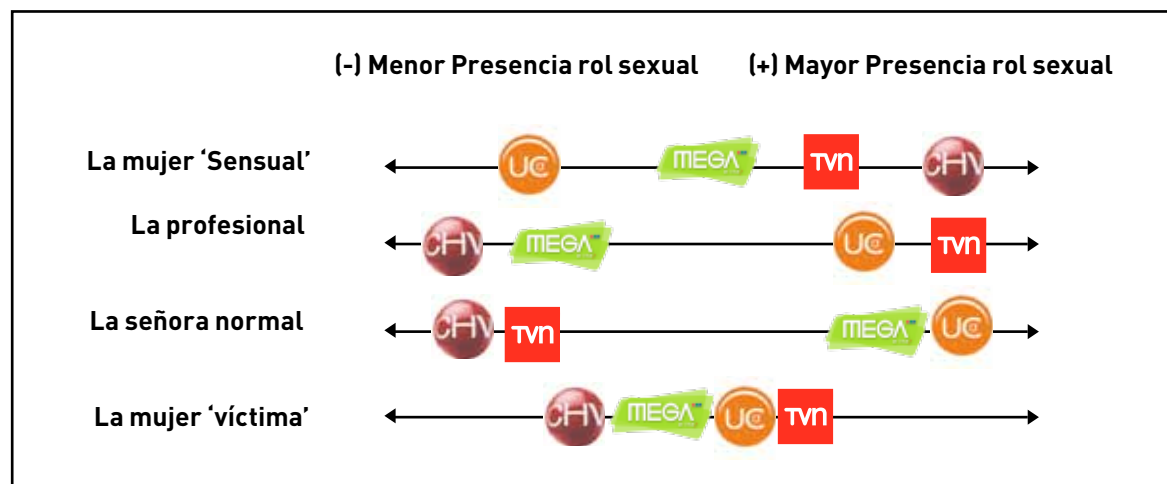 (-) Menor Presencia rol sexual (+) Mayor Presencia rol sexual
La mujer ‘Sensual’ UC MEGA TVN CHV
La profesional CHV MEGA UC TVN
La señora normal CHV TVN MEGA UC
La mujer ‘víctima’ CHV MEGA UC TVN